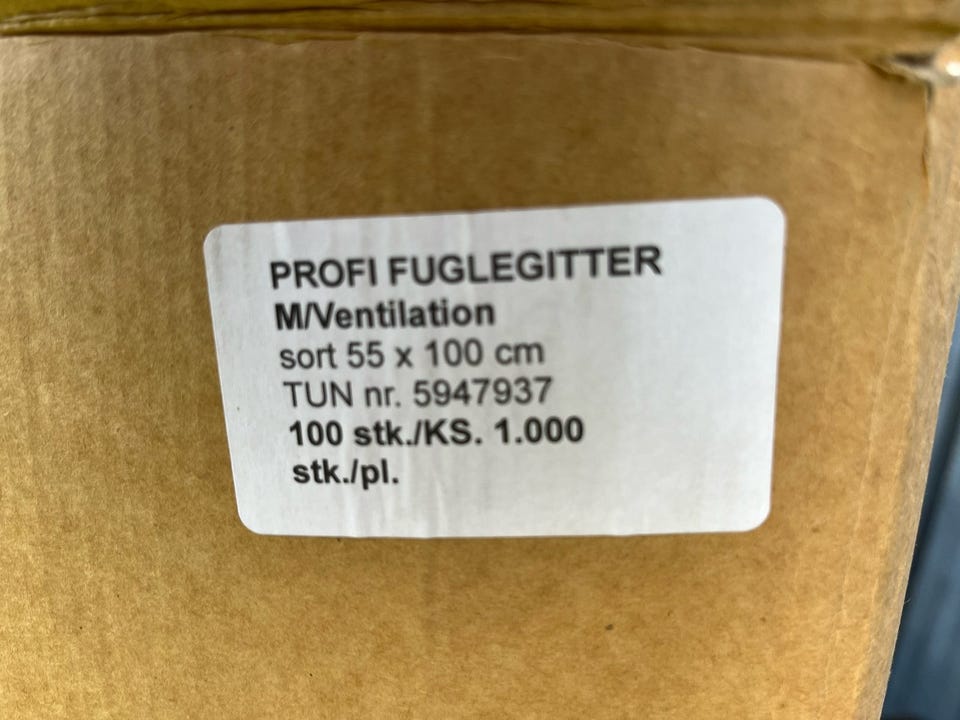 PROFI FUGLEGITTER
M/Ventilation
sort 55 x 100 cm
TUN nr. 5947937
100 stk./KS. 1.000
stk./pl.